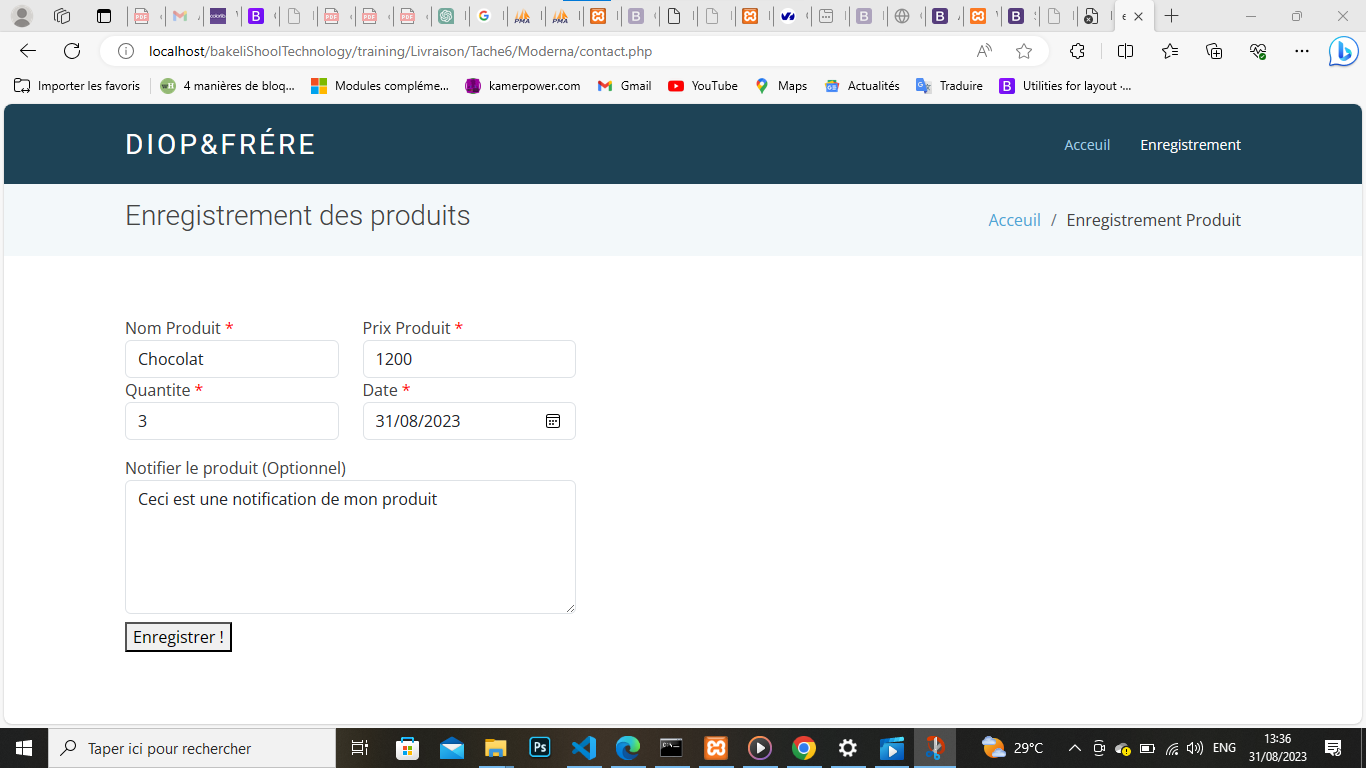 localhost/bakeliShoolTechnology/training/Livraison/Tache6/Moderna/contact.php
Importer les favoris
4 manières de bloq...
Modules compléme...
kamerpower.com
Gmail
YouTube
Maps
Actualités
Traduire
Utilities for layout ·...
DIOP&FRÉRE
Acceuil
Enregistrement
Enregistrement des produits
Acceuil / Enregistrement Produit
Nom Produit *
Prix Produit *
Chocolat
1200
Quantite *
Date *
3
31/08/2023
Notifier le produit (Optionnel)
Ceci est une notification de mon produit
Enregistrer !
Taper ici pour rechercher
29°C
ENG
13:36
31/08/2023